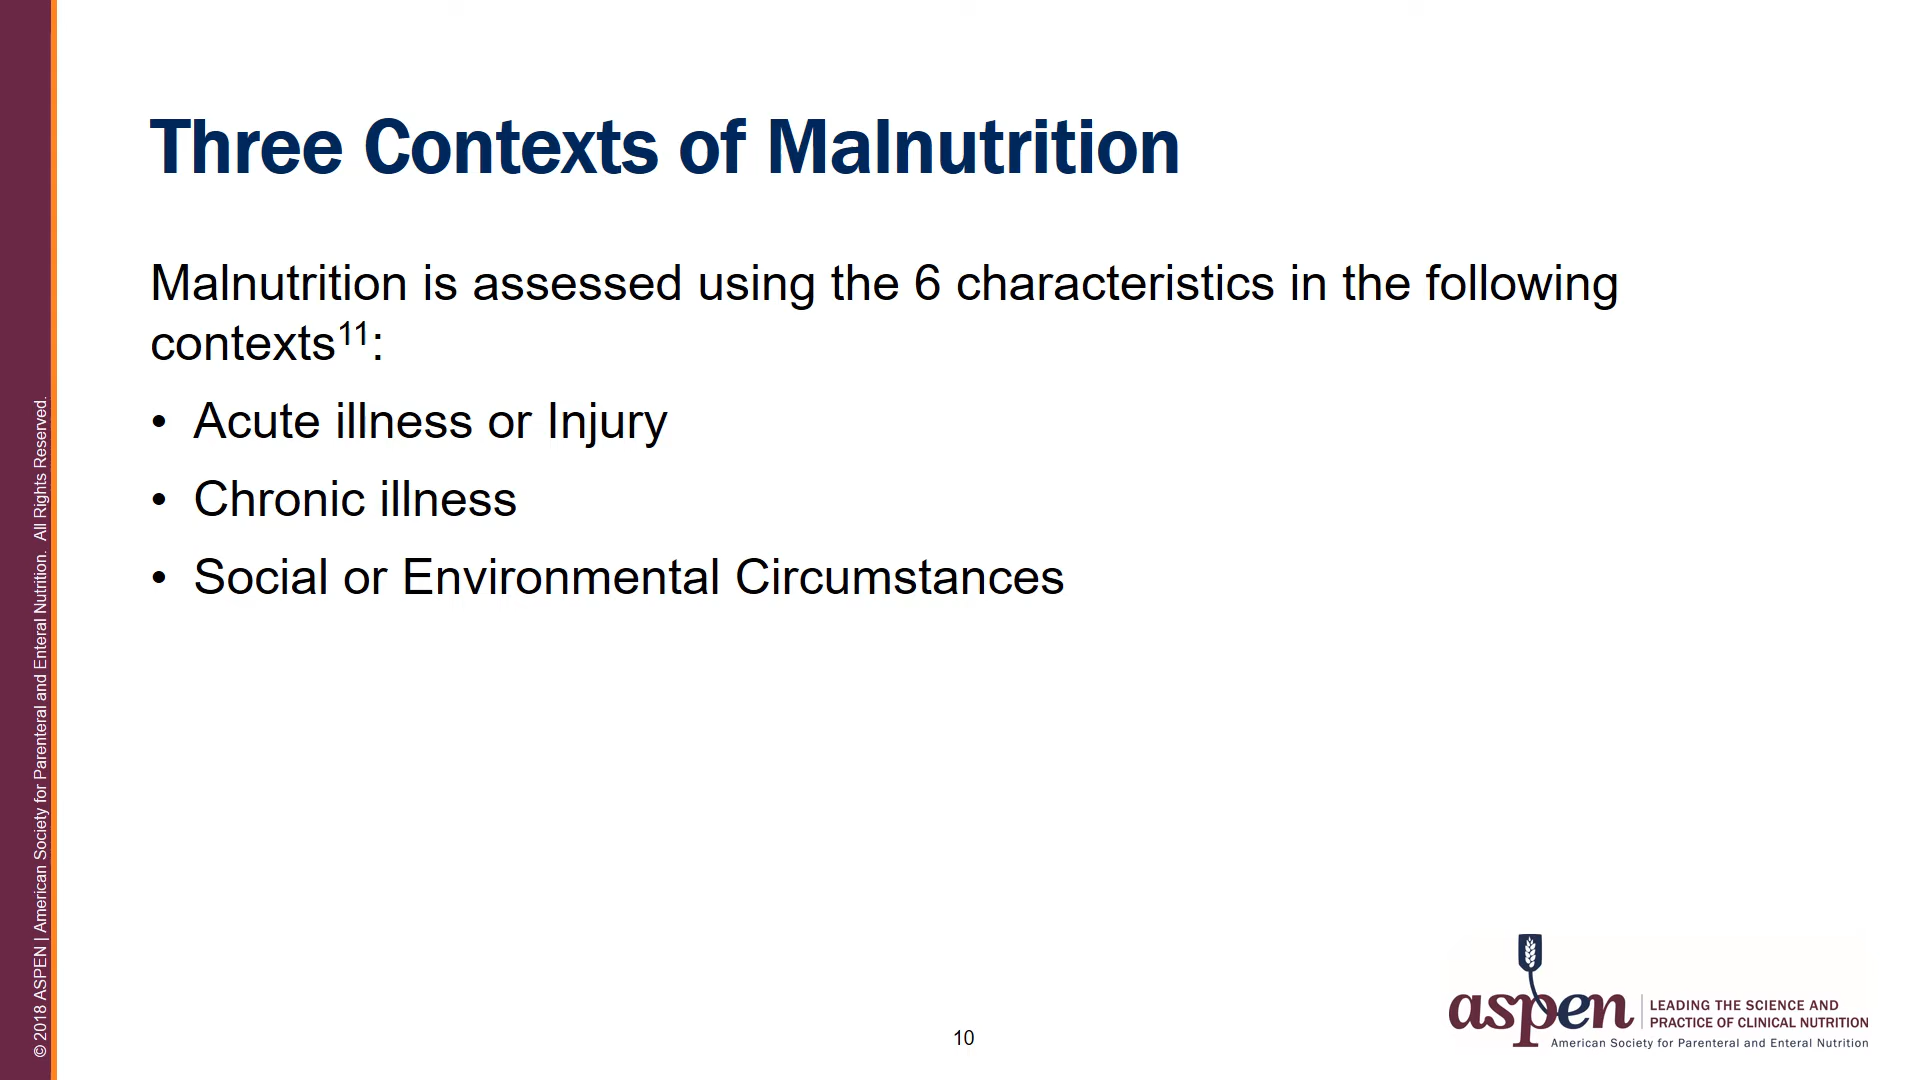 Three Contexts of Malnutrition
Malnutrition is assessed using the 6 characteristics in the following
contexts¹¹:
• Acute illness or Injury
• Chronic illness
• Social or Environmental Circumstances
© 2018 ASPEN | American Society for Parenteral and Enteral Nutrition. All Rights Reserved.
10
aspen
LEADING THE SCIENCE AND
PRACTICE OF CLINICAL NUTRITION
American Society for Parenteral and Enteral Nutrition